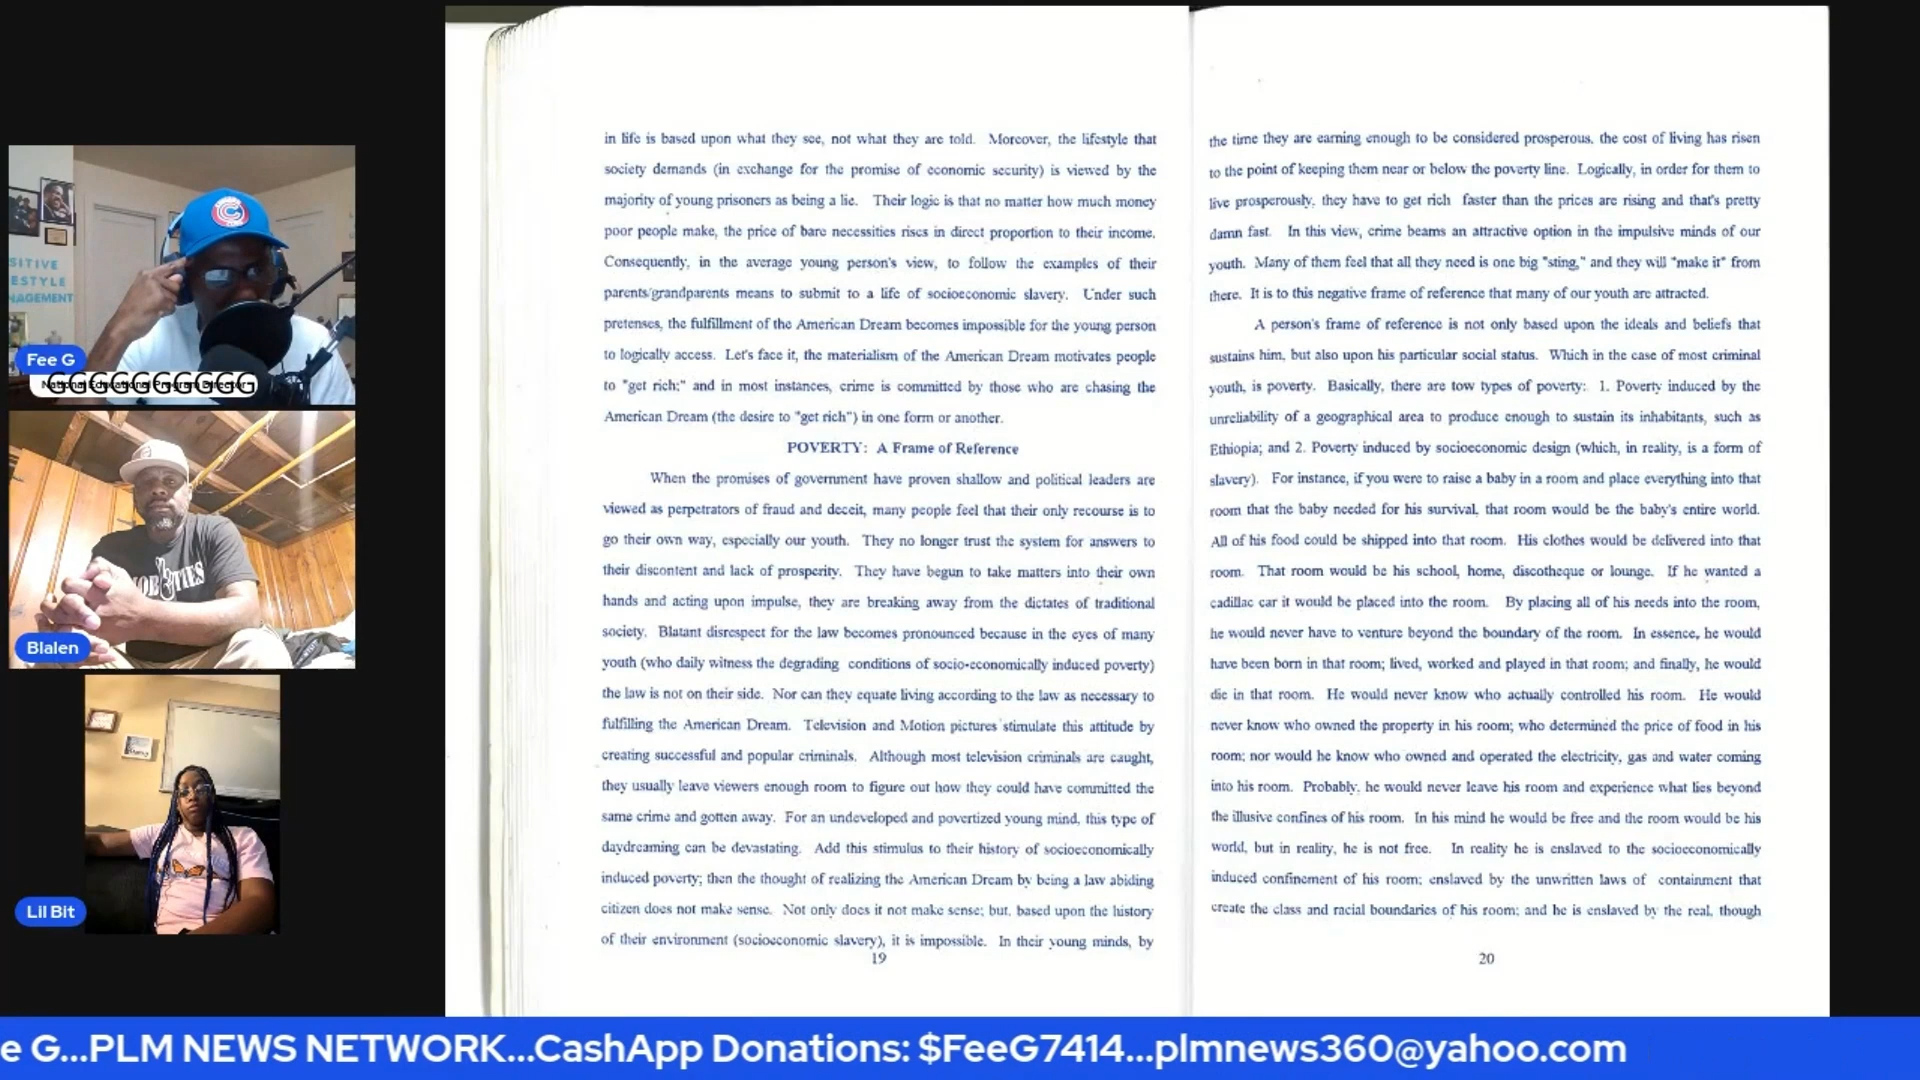 SITIVE
ESTYLE
NAGEMENT
Fee G
GGGGGGGGGG
National Educational Program Director
Blalen
Lil Bit
in life is based upon what they see, not what they are told. Moreover, the lifestyle that
society demands (in exchange for the promise of economic security) is viewed by the
majority of young prisoners as being a lie. Their logic is that no matter how much money
poor people make, the price of bare necessities rises in direct proportion to their income.
Consequently, in the average young person's view, to follow the examples of their
parents/grandparents means to submit to a life of socioeconomic slavery. Under such
pretenses, the fulfillment of the American Dream becomes impossible for the young person
to logically access. Let's face it, the materialism of the American Dream motivates people
to "get rich;" and in most instances, crime is committed by those who are chasing the
American Dream (the desire to "get rich") in one form or another.
POVERTY: A Frame of Reference
When the promises of government have proven shallow and political leaders are
viewed as perpetrators of fraud and deceit, many people feel that their only recourse is to
go their own way, especially our youth. They no longer trust the system for answers to
their discontent and lack of prosperity. They have begun to take matters into their own
hands and acting upon impulse, they are breaking away from the dictates of traditional
society. Blatant disrespect for the law becomes pronounced because in the eyes of many
youth (who daily witness the degrading conditions of socio-economically induced poverty)
the law is not on their side. Nor can they equate living according to the law as necessary to
fulfilling the American Dream. Television and Motion pictures stimulate this attitude by
creating successful and popular criminals. Although most television criminals are caught,
they usually leave viewers enough room to figure out how they could have committed the
same crime and gotten away. For an undeveloped and povertized young mind, this type of
daydreaming can be devastating. Add this stimulus to their history of socioeconomically
induced poverty; then the thought of realizing the American Dream by being a law abiding
citizen does not make sense. Not only does it not make sense; but, based upon the history
of their environment (socioeconomic slavery), it is impossible. In their young minds, by
19
the time they are earning enough to be considered prosperous, the cost of living has risen
to the point of keeping them near or below the poverty line. Logically, in order for them to
live prosperously, they have to get rich faster than the prices are rising and that's pretty
damn fast. In this view, crime beams an attractive option in the impulsive minds of our
youth. Many of them feel that all they need is one big "sting," and they will "make it" from
there. It is to this negative frame of reference that many of our youth are attracted.
A person's frame of reference is not only based upon the ideals and beliefs that
sustains him, but also upon his particular social status. Which in the case of most criminal
youth, is poverty. Basically, there are tow types of poverty: 1. Poverty induced by the
unreliability of a geographical area to produce enough to sustain its inhabitants, such as
Ethiopia; and 2. Poverty induced by socioeconomic design (which, in reality, is a form of
slavery). For instance, if you were to raise a baby in a room and place everything into that
room that the baby needed for his survival, that room would be the baby's entire world.
All of his food could be shipped into that room. His clothes would be delivered into that
room. That room would be his school, home, discotheque or lounge. If he wanted a
cadillac car it would be placed into the room. By placing all of his needs into the room,
he would never have to venture beyond the boundary of the room. In essence, he would
have been born in that room; lived, worked and played in that room; and finally, he would
die in that room. He would never know who actually controlled his room. He would
never know who owned the property in his room; who determined the price of food in his
room; nor would he know who owned and operated the electricity, gas and water coming
into his room. Probably, he would never leave his room and experience what lies beyond
the illusive confines of his room. In his mind he would be free and the room would be his
world, but in reality, he is not free. In reality he is enslaved to the socioeconomically
induced confinement of his room; enslaved by the unwritten laws of containment that
create the class and racial boundaries of his room; and he is enslaved by the real, though
20
e G...PLM NEWS NETWORK...CashApp Donations: $FeeG7414...plmnews360@yahoo.com